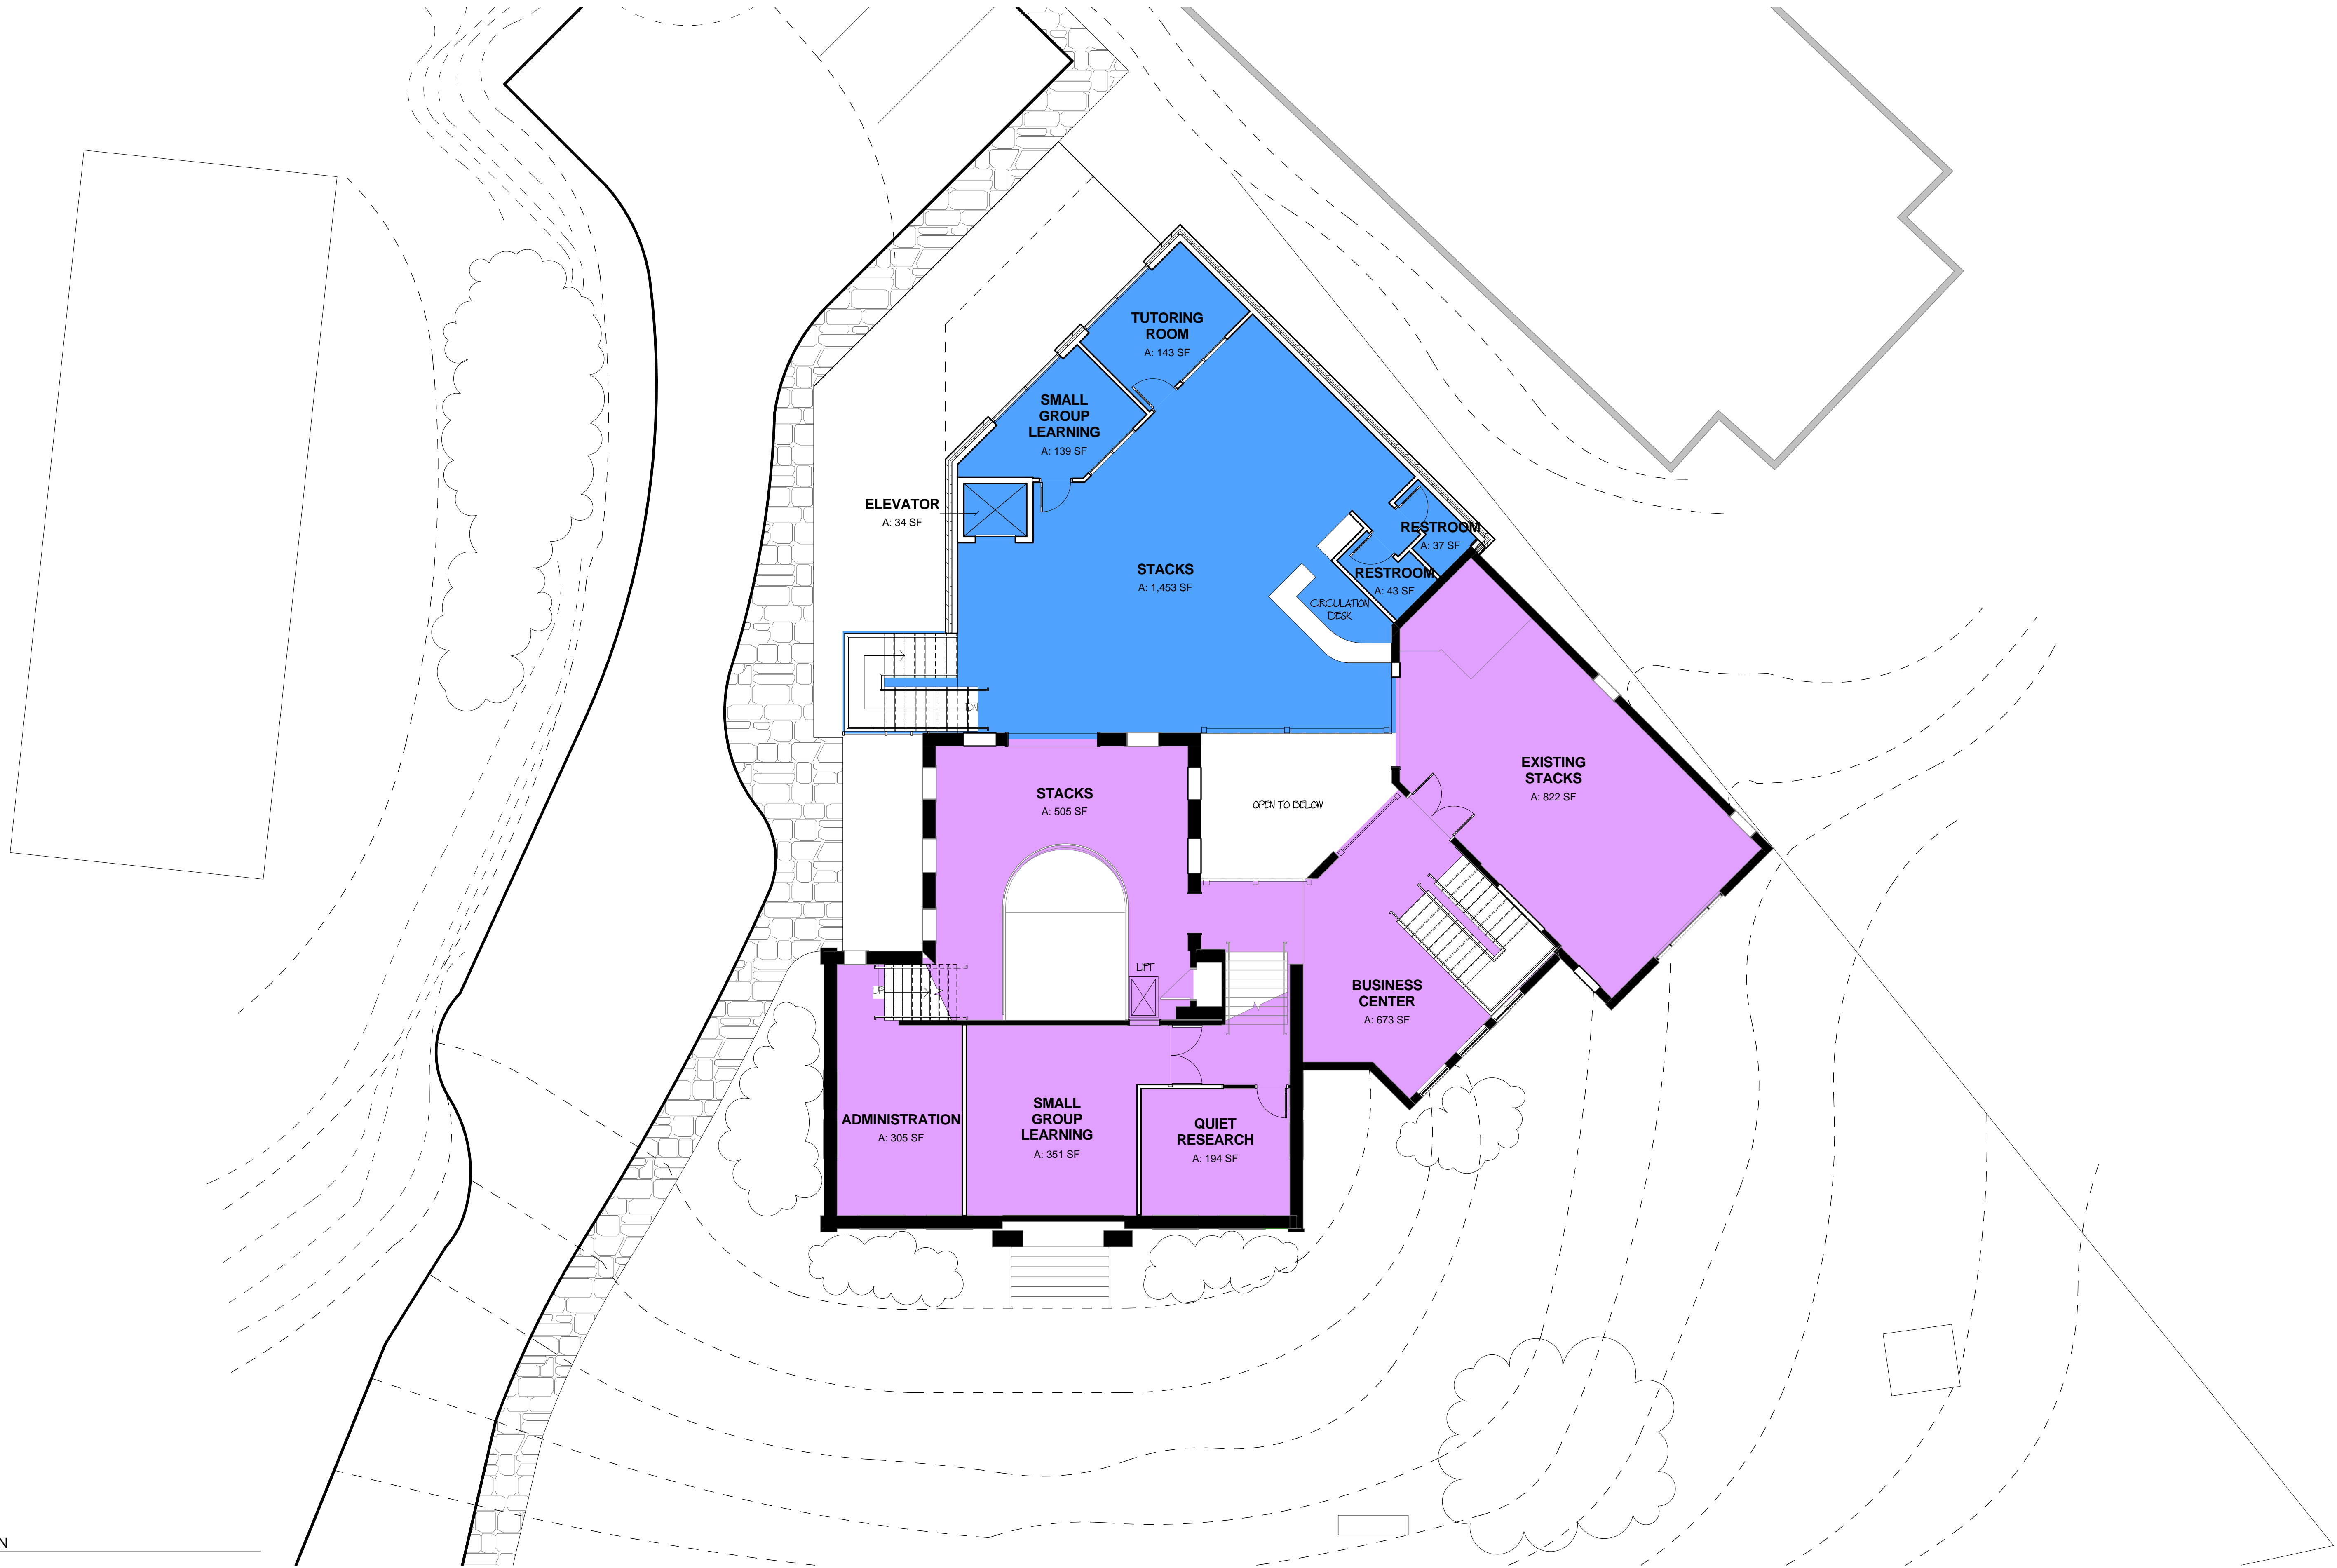 TUTORING
ROOM
A: 143 SF
SMALL
GROUP
LEARNING
A: 139 SF
ELEVATOR
A: 34 SF
RESTROOM
A: 37 SF
STACKS
A: 1,453 SF
RESTROOM
A: 43 SF
CIRCULATION
DESK
DN
EXISTING
STACKS
A: 822 SF
STACKS
A: 505 SF
OPEN TO BELOW
LIFT
BUSINESS
CENTER
A: 673 SF
ADMINISTRATION
A: 305 SF
SMALL
GROUP
LEARNING
A: 351 SF
QUIET
RESEARCH
A: 194 SF
N